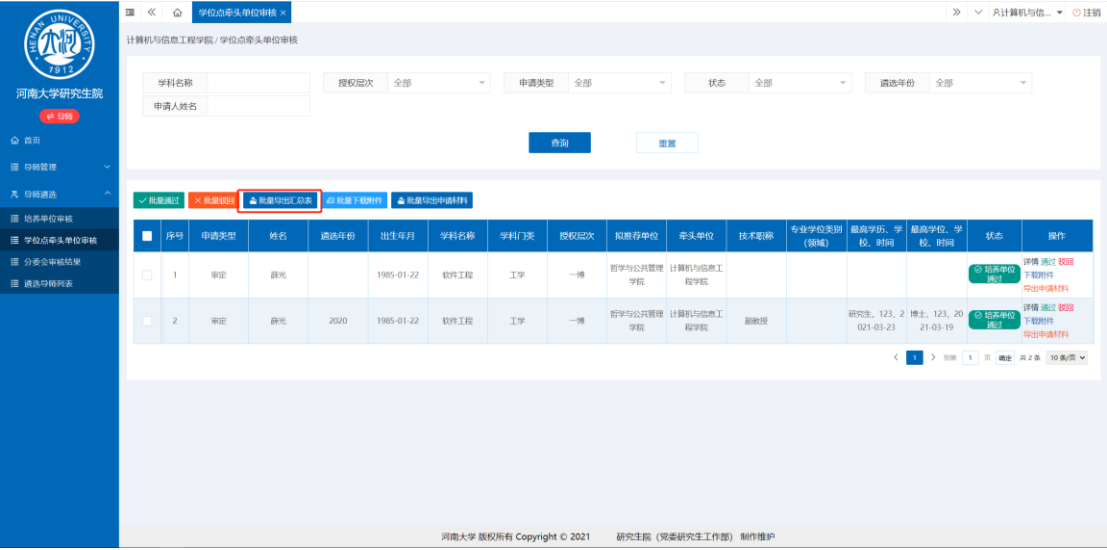 HENAN UNIVERSITY
1912
河南大学研究生院
导师
首页
导师管理
导师遴选
培养单位审核
学位点牵头单位审核
分委会审核结果
遴选导师列表
学位点牵头单位审核 ×
计算机与信... 注销
计算机与信息工程学院 / 学位点牵头单位审核
学科名称 授权层次 全部 申请类型 全部 状态 全部 遴选年份 全部
申请人姓名
查询 重置
批量通过 批量驳回 批量导出汇总表 批量下载附件 批量导出申请材料
序号 申请类型 姓名 遴选年份 出生年月 学科名称 学科门类 授权层次 拟推荐单位 牵头单位 技术职称 专业学位类别(领域) 最高学历、学校、时间 最高学位、学校、时间 状态 操作
1 审定 薛光 1985-01-22 软件工程 工学 一博 哲学与公共管理学院 计算机与信息工程学院 培养单位通过 详情 通过 驳回
下载附件
导出申请材料
2 审定 薛光 2020 1985-01-22 软件工程 工学 一博 哲学与公共管理学院 计算机与信息工程学院 副教授 研究生, 123, 2021-03-23 博士, 123, 2021-03-19 培养单位通过 详情 通过 驳回
下载附件
导出申请材料
1 到第 1 页 确定 共 2 条 10 条/页
河南大学 版权所有 Copyright © 2021 研究生院（党委研究生工作部） 制作维护